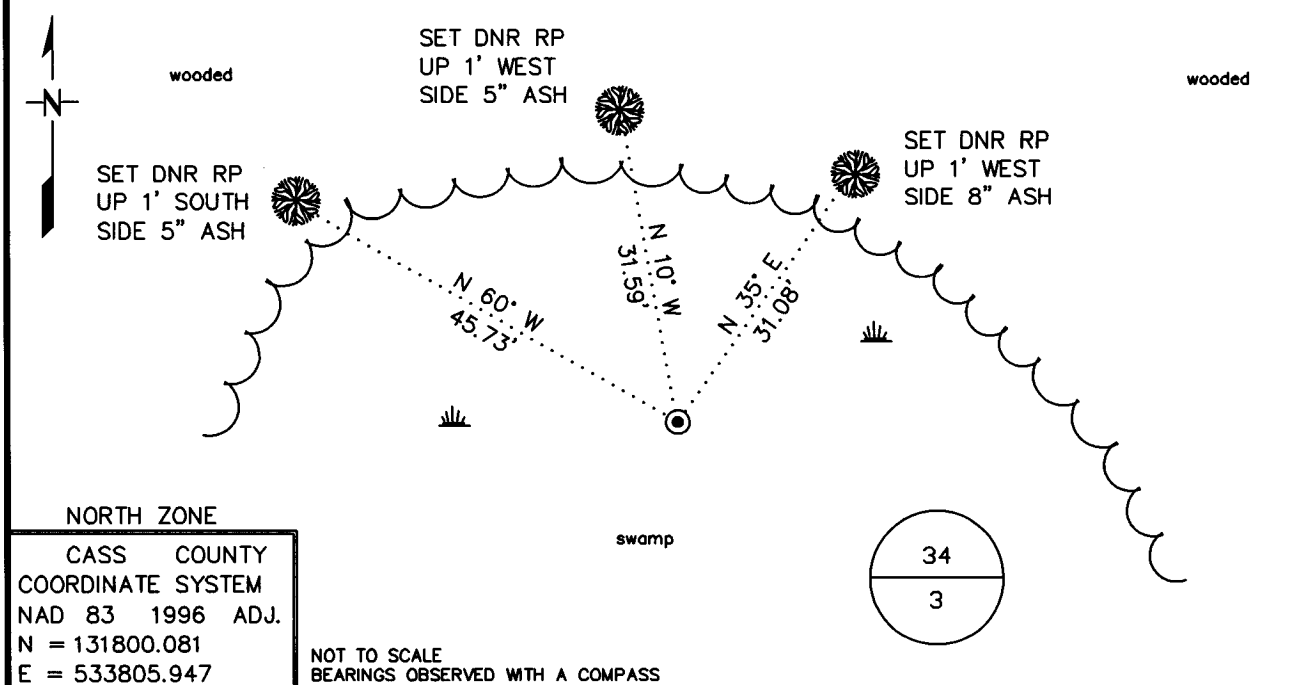 SET DNR RP
UP 1' WEST
SIDE 5" ASH
wooded
wooded
N
SET DNR RP
UP 1' WEST
SIDE 8" ASH
SET DNR RP
UP 1' SOUTH
SIDE 5" ASH
N 60° W
45.73'
N 10° W
31.59'
N 35° E
31.08'
NORTH ZONE
CASS COUNTY
COORDINATE SYSTEM
NAD 83 1996 ADJ.
N = 131800.081
E = 533805.947
swamp
34
3
NOT TO SCALE
BEARINGS OBSERVED WITH A COMPASS